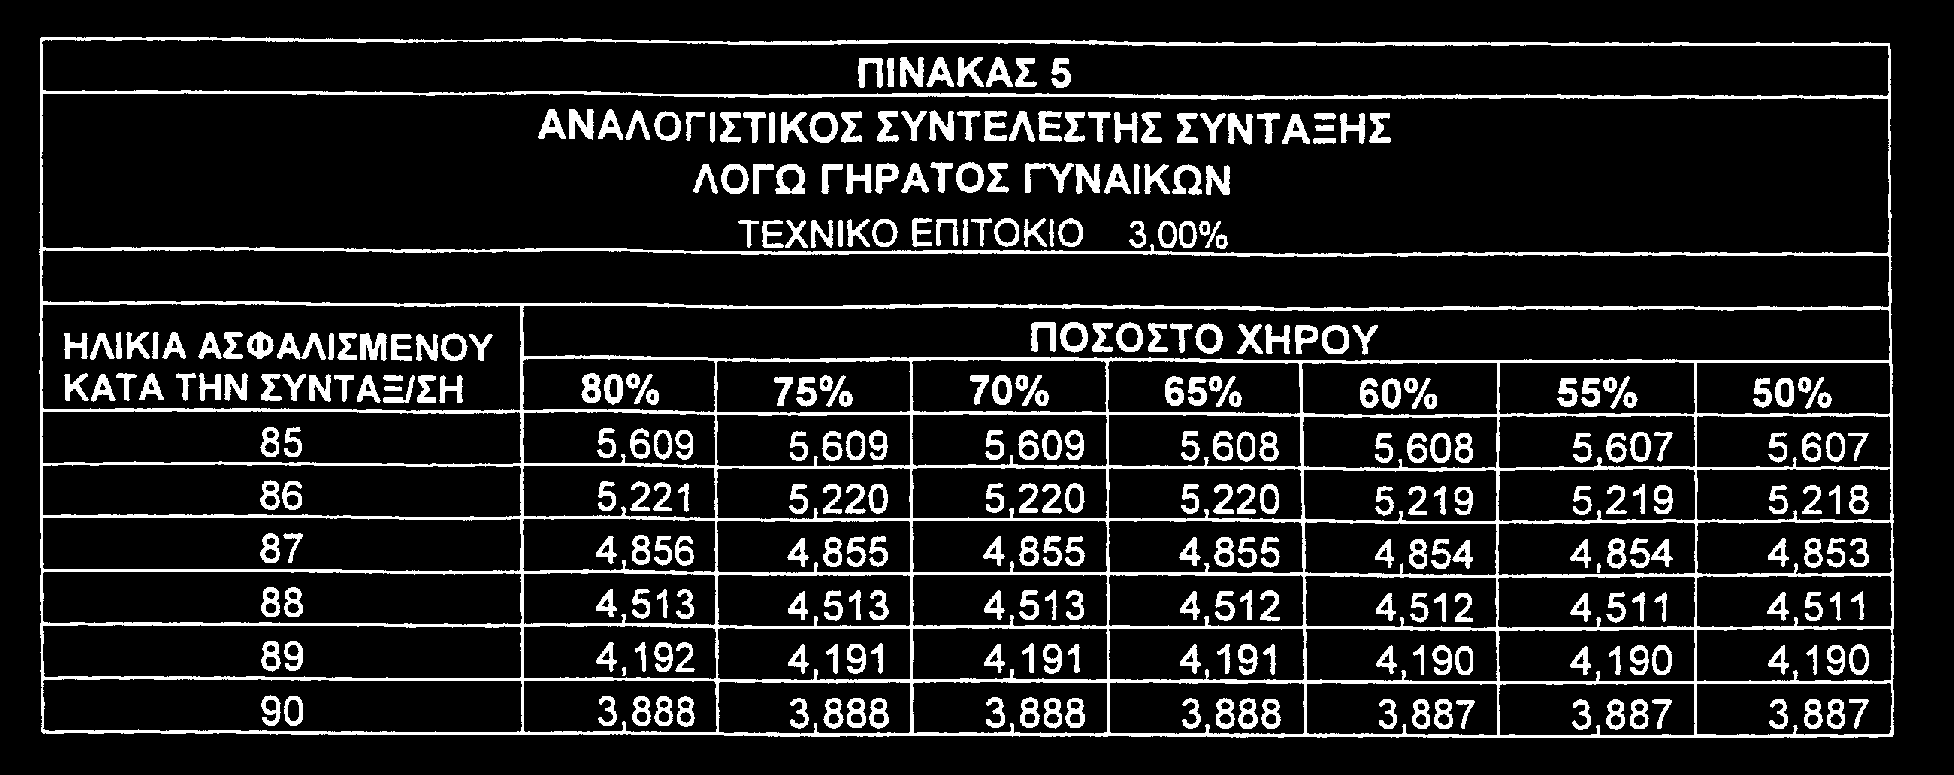 ΠΙΝΑΚΑΣ 5
ΑΝΑΛΟΓΙΣΤΙΚΟΣ ΣΥΝΤΕΛΕΣΤΗΣ ΣΥΝΤΑΞΗΣ
ΛΟΓΩ ΓΗΡΑΤΟΣ ΓΥΝΑΙΚΩΝ
ΤΕΧΝΙΚΟ ΕΠΙΤΟΚΙΟ 3,00%
ΗΛΙΚΙΑ ΑΣΦΑΛΙΣΜΕΝΟΥ ΠΟΣΟΣΤΟ ΧΗΡΟΥ
ΚΑΤΑ ΤΗΝ ΣΥΝΤΑΞ/ΣΗ 80% 75% 70% 65% 60% 55% 50%
85 5,609 5,609 5,609 5,608 5,608 5,607 5,607
86 5,221 5,220 5,220 5,220 5,219 5,219 5,218
87 4,856 4,855 4,855 4,855 4,854 4,854 4,853
88 4,513 4,513 4,513 4,512 4,512 4,511 4,511
89 4,192 4,191 4,191 4,191 4,190 4,190 4,190
90 3,888 3,888 3,888 3,888 3,887 3,887 3,887